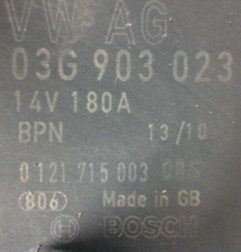 VW AG
03G 903 023
14V 180A
BPN 13/10
0 121 715 003 085
806 Made in GB
BOSCH